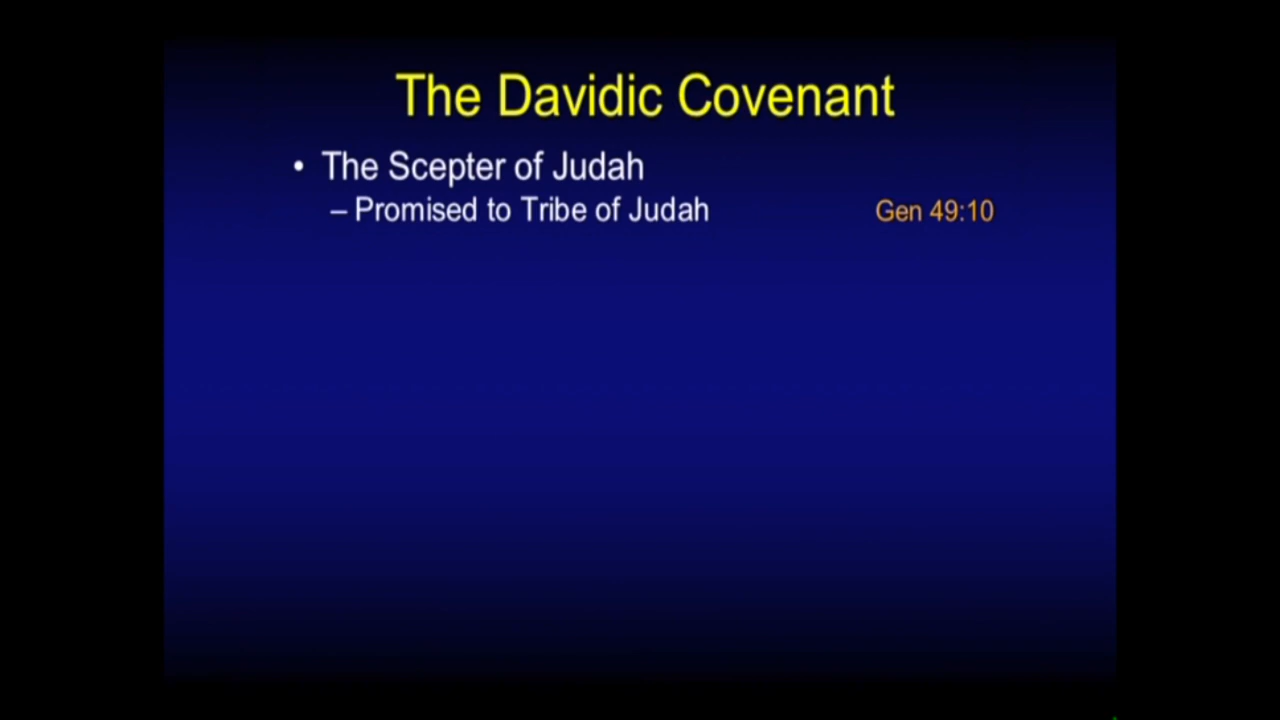 The Davidic Covenant
• The Scepter of Judah
– Promised to Tribe of Judah Gen 49:10